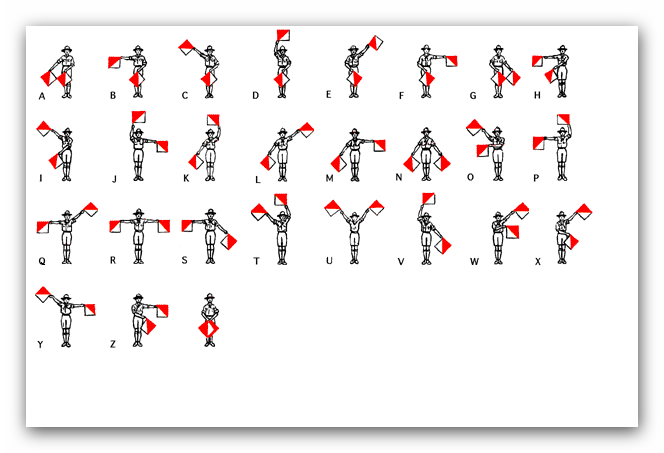 A B C D E F G H
I J K L M N O P
Q R S T U V W X
Y Z